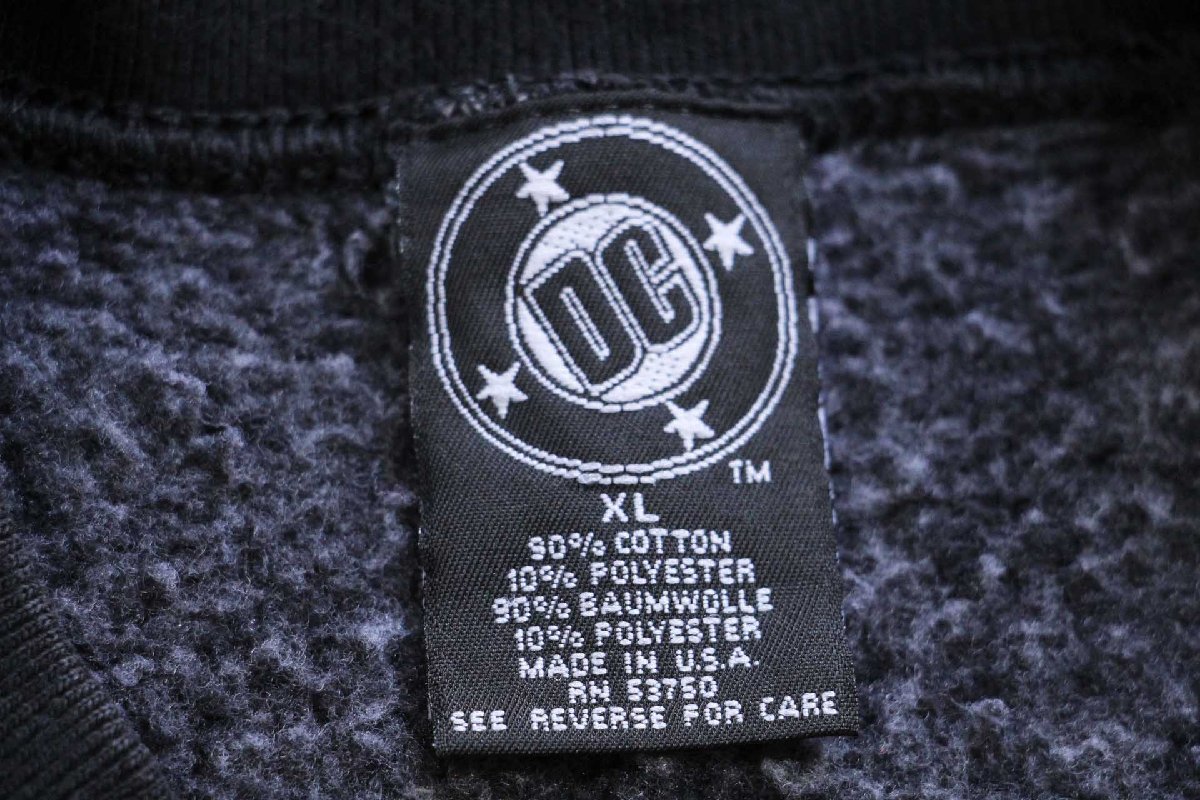 DC
TM
XL
90% COTTON
10% POLYESTER
90% BAUMWOLLE
10% POLYESTER
MADE IN U.S.A.
RN 53750
SEE REVERSE FOR CARE